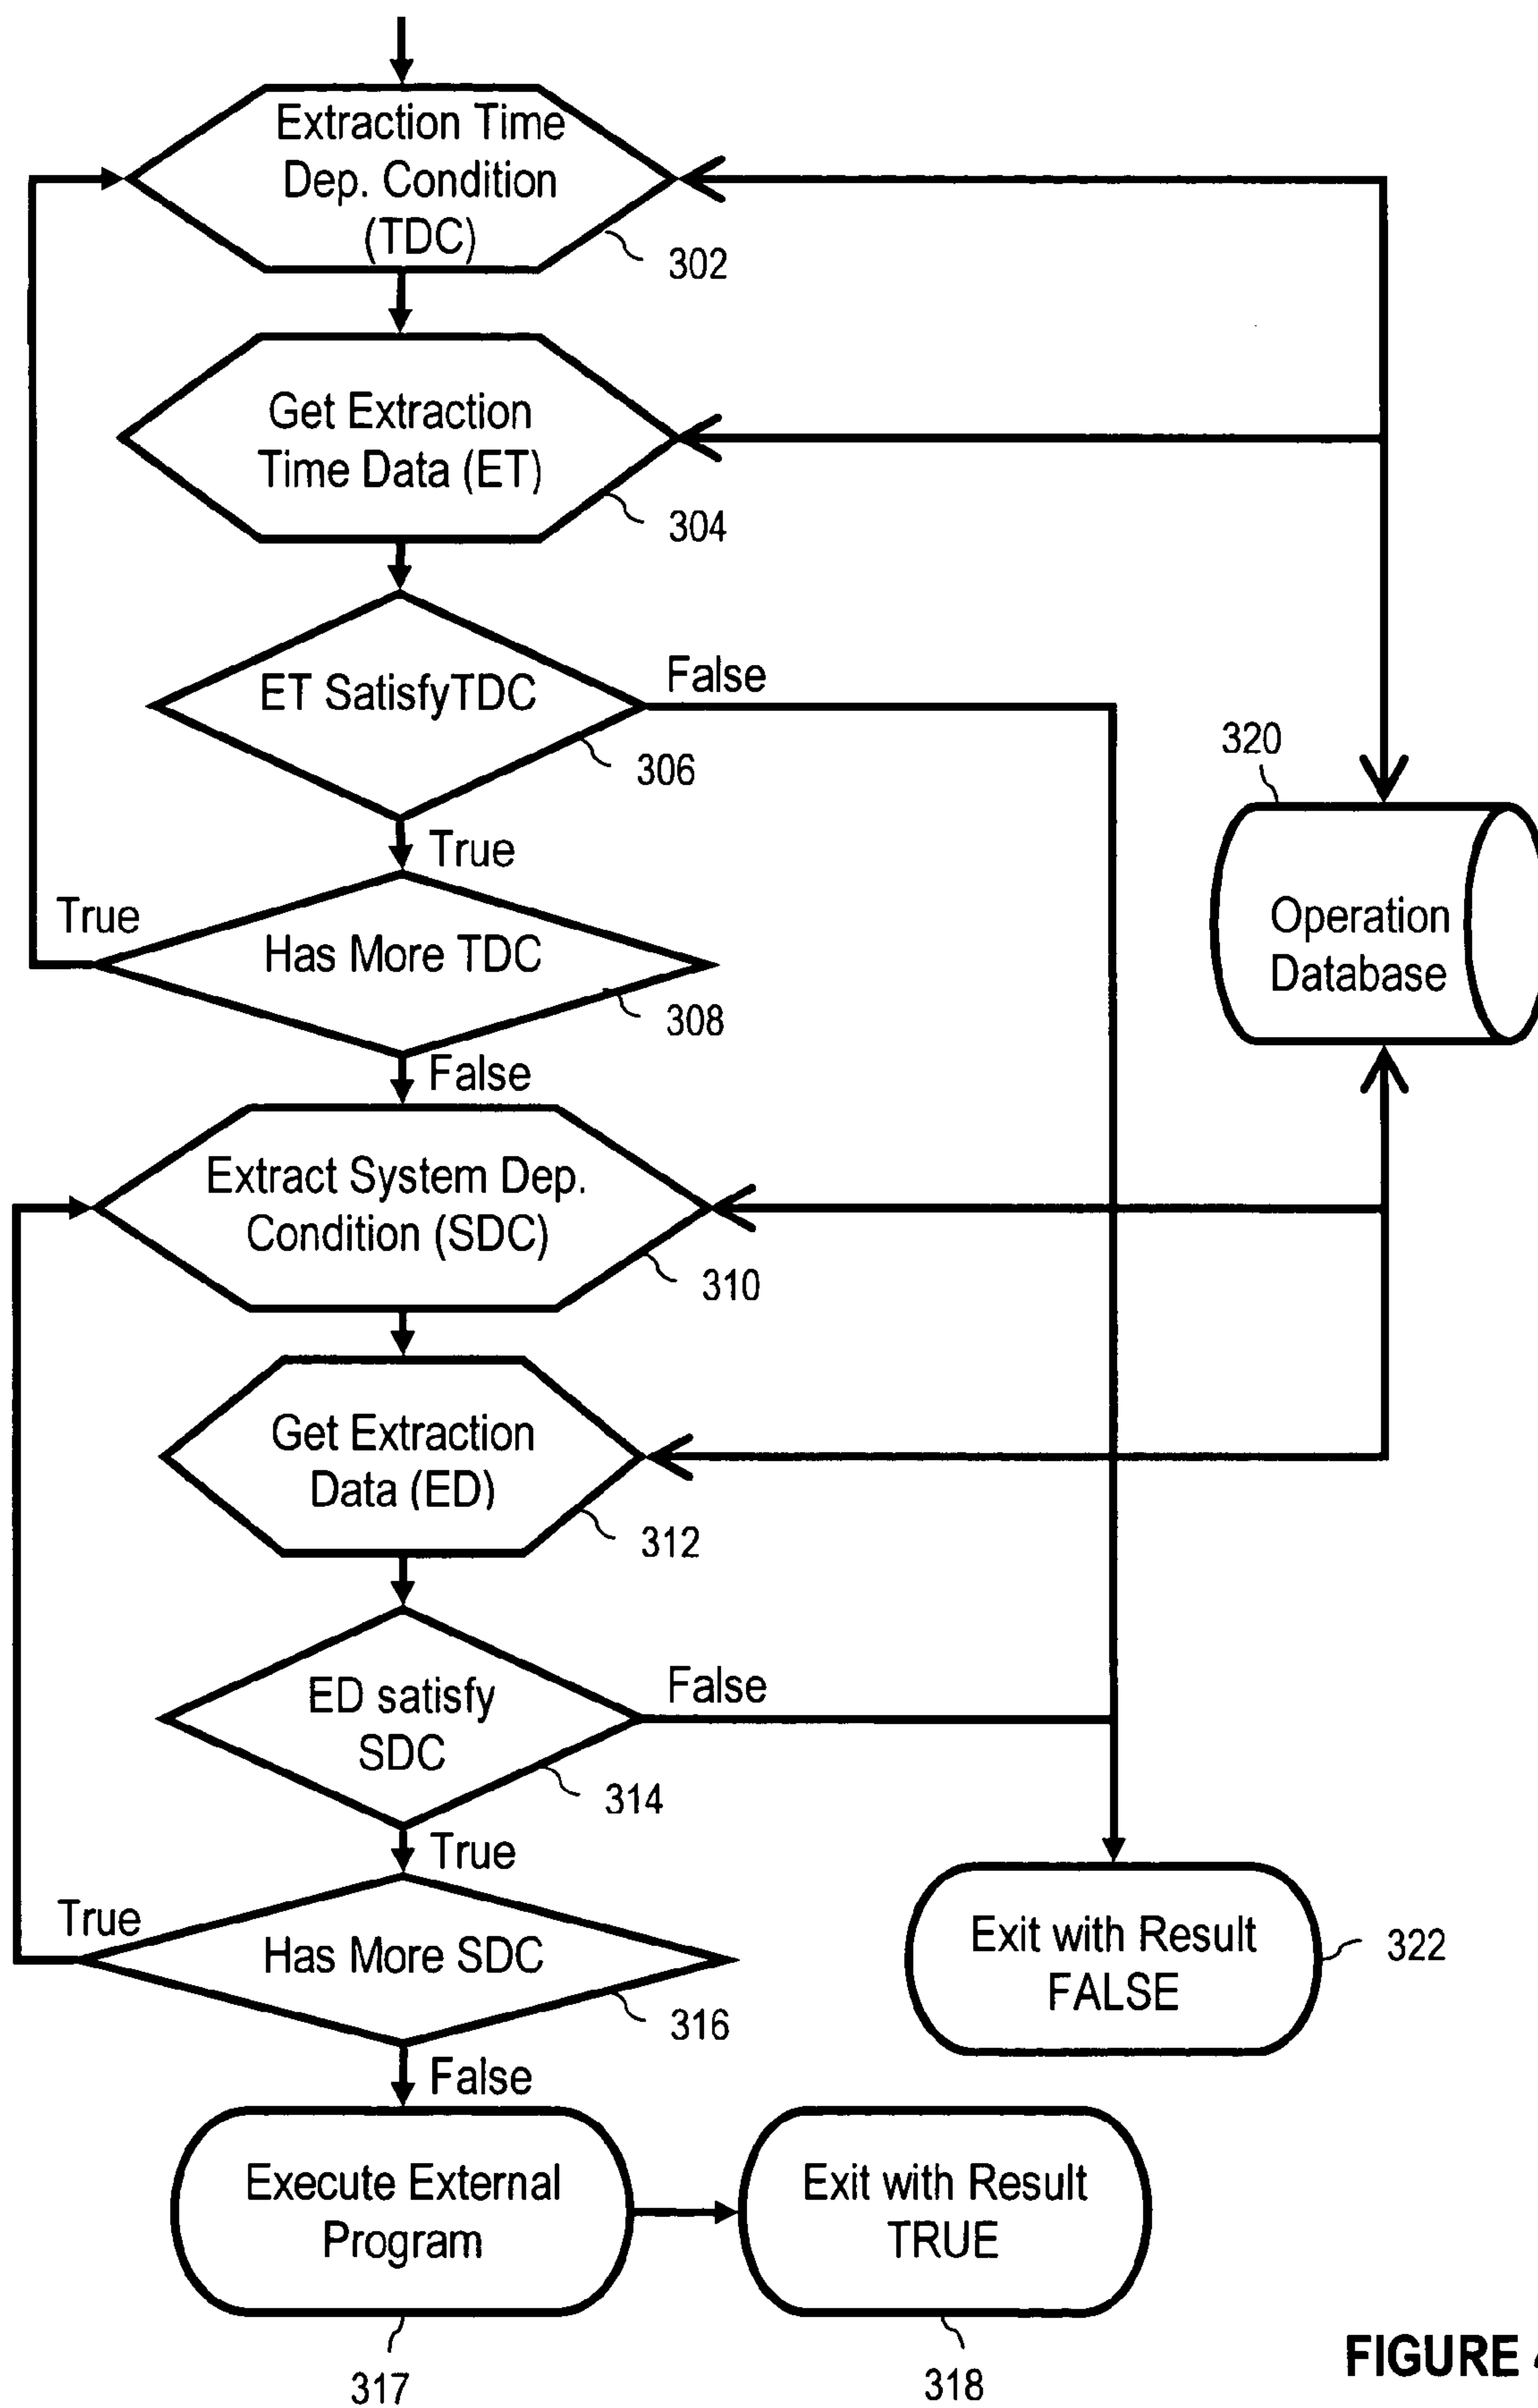 Extraction Time
Dep. Condition
(TDC)
302
Get Extraction
Time Data (ET)
304
ET SatisfyTDC
False
306
True
320
True
Has More TDC
308
Operation
Database
False
Extract System Dep.
Condition (SDC)
310
Get Extraction
Data (ED)
312
ED satisfy
SDC
False
314
True
True
Has More SDC
316
Exit with Result
FALSE
322
False
Execute External
Program
Exit with Result
TRUE
317
318
FIGURE